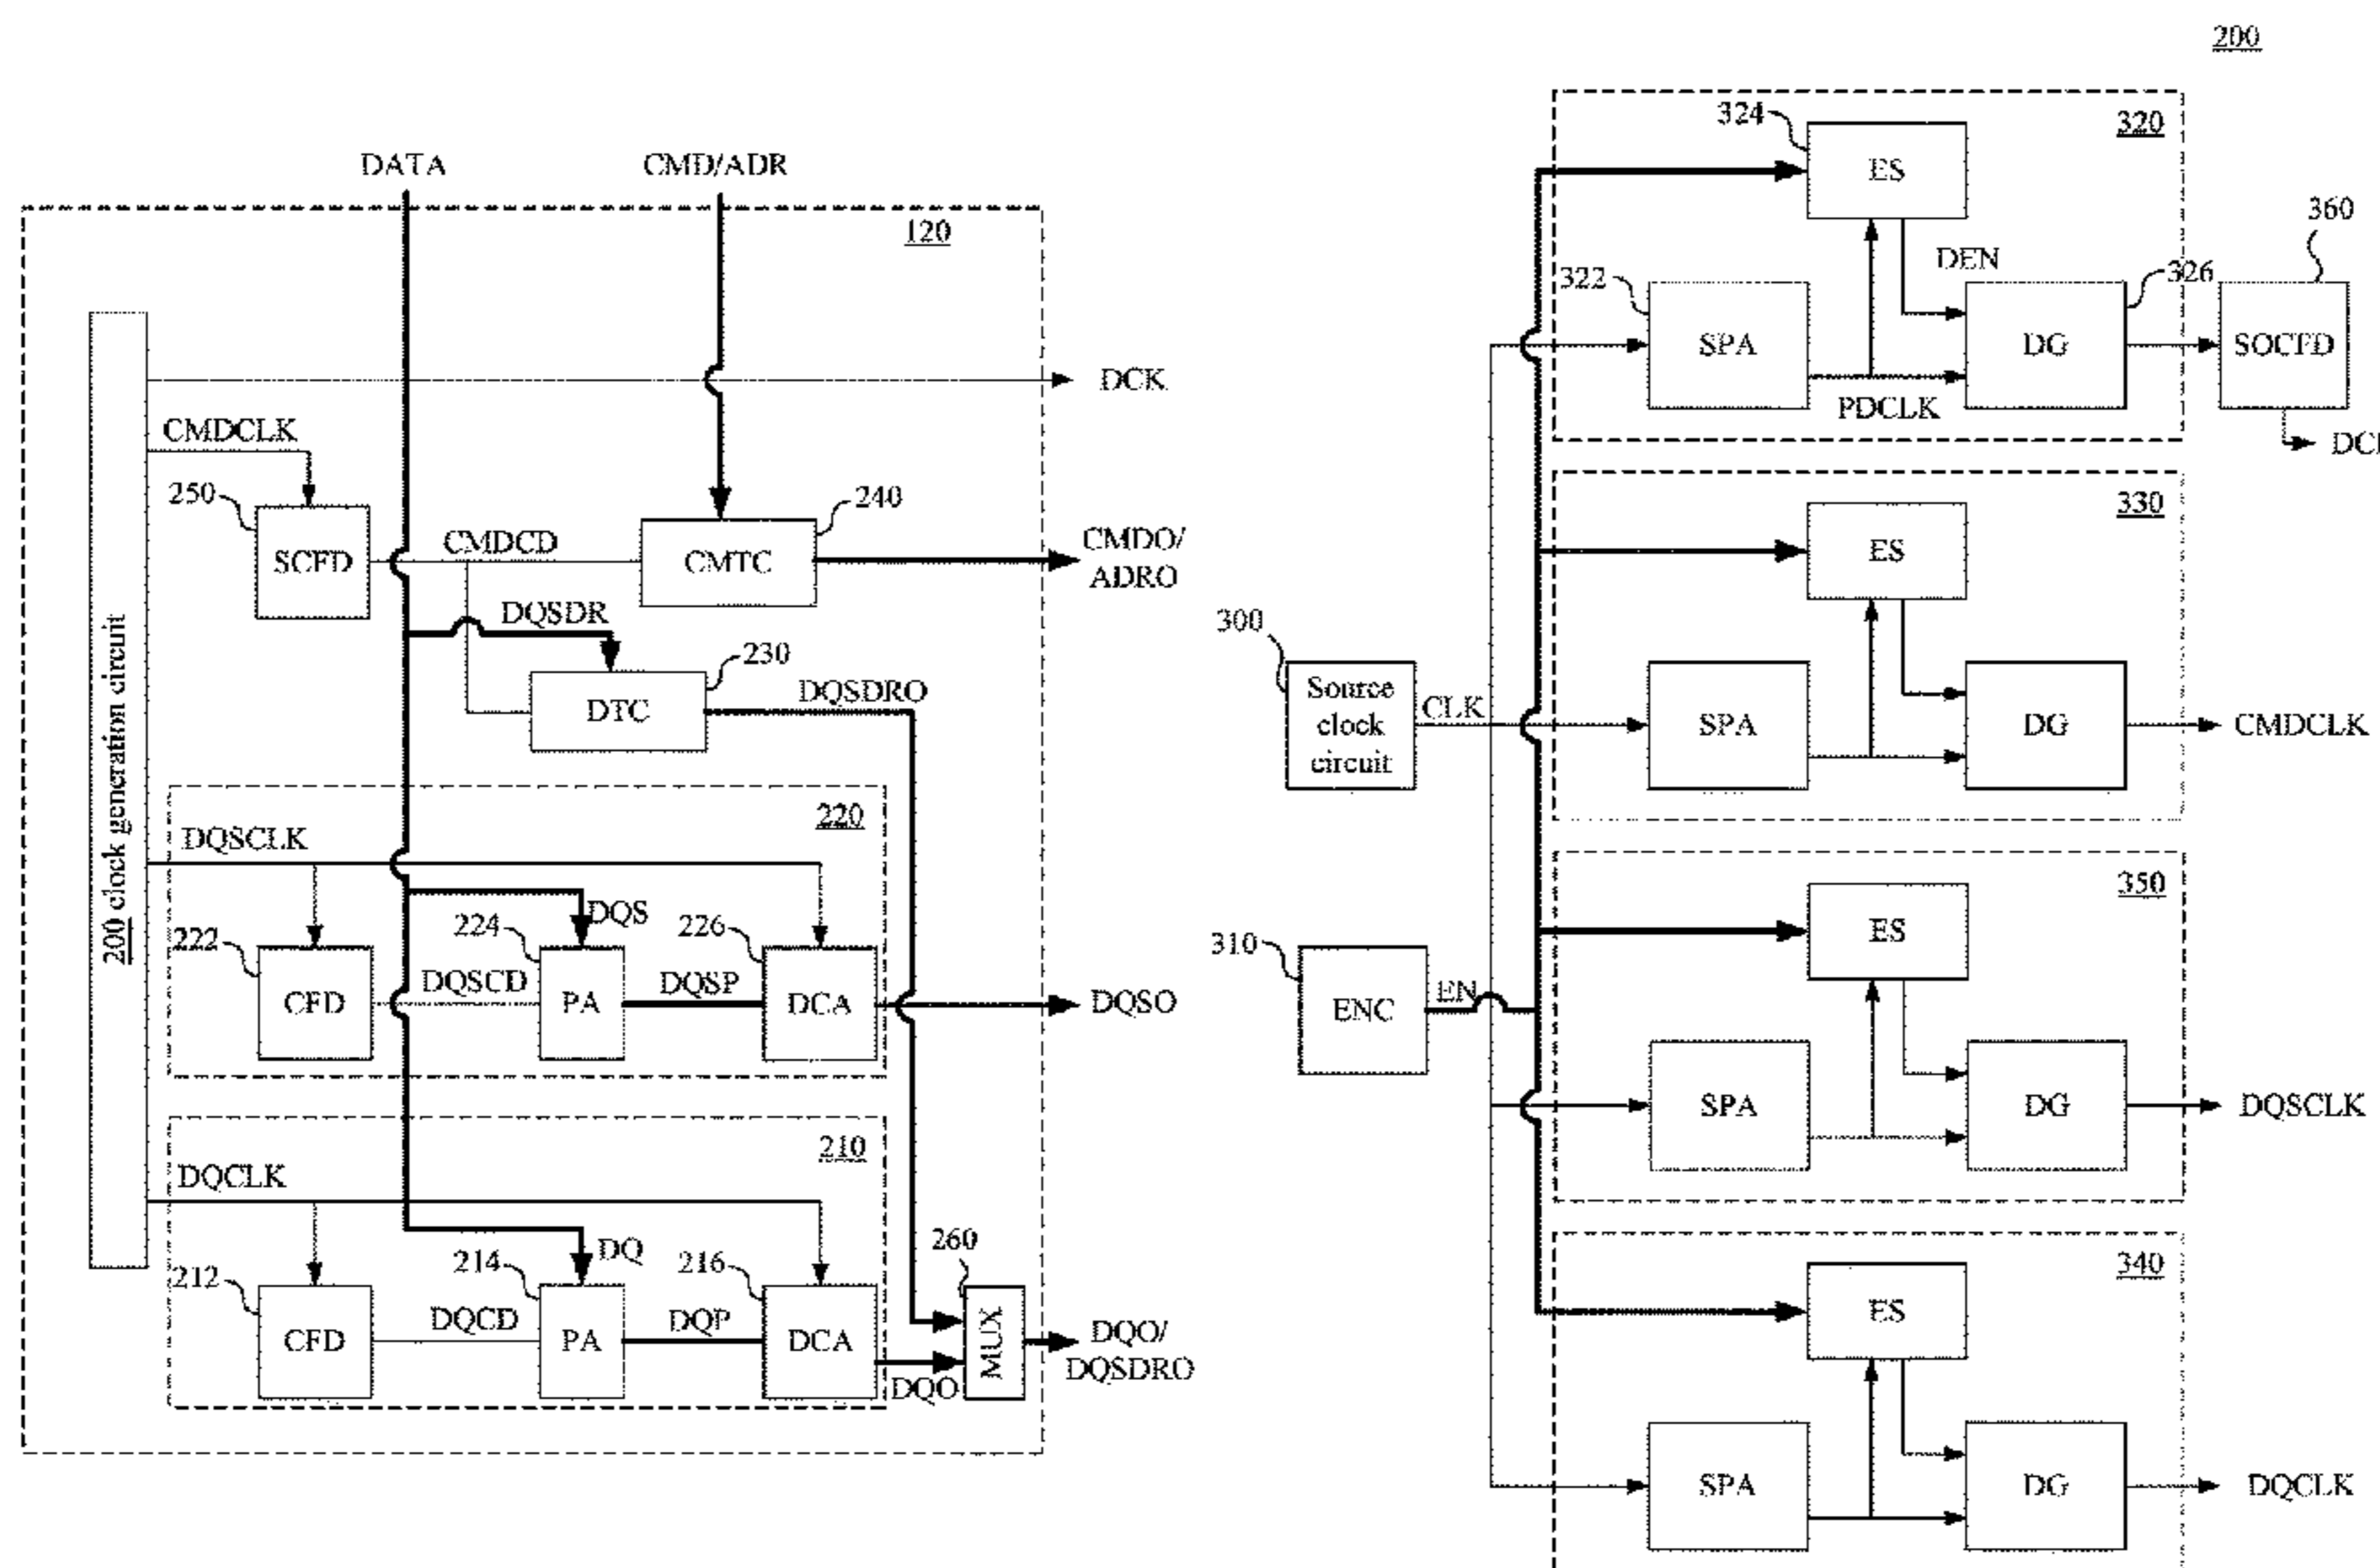 DATA
CMD/ADR
120
DCK
CMDCLK
250
240
SCFD
CMDCD
CMTC
CMDO/
ADRO
DQSDR
230
DTC
DQSDRO
200 clock generation circuit
220
DQSCLK
DQS
222
224
226
CFD
DQSCD
PA
DQSP
DCA
DQSO
210
DQCLK
DQ
212
214
216
260
CFD
DQCD
PA
DQP
DCA
DQO
MUX
DQO/
DQSDRO
200
324
320
ES
360
DEN
322
326
SPA
DG
SOCFD
PDCLK
330
ES
300
Source
clock
circuit
CLK
SPA
DG
CMDCLK
350
ES
310
ENC
EN
SPA
DG
DQSCLK
340
ES
SPA
DG
DQCLK